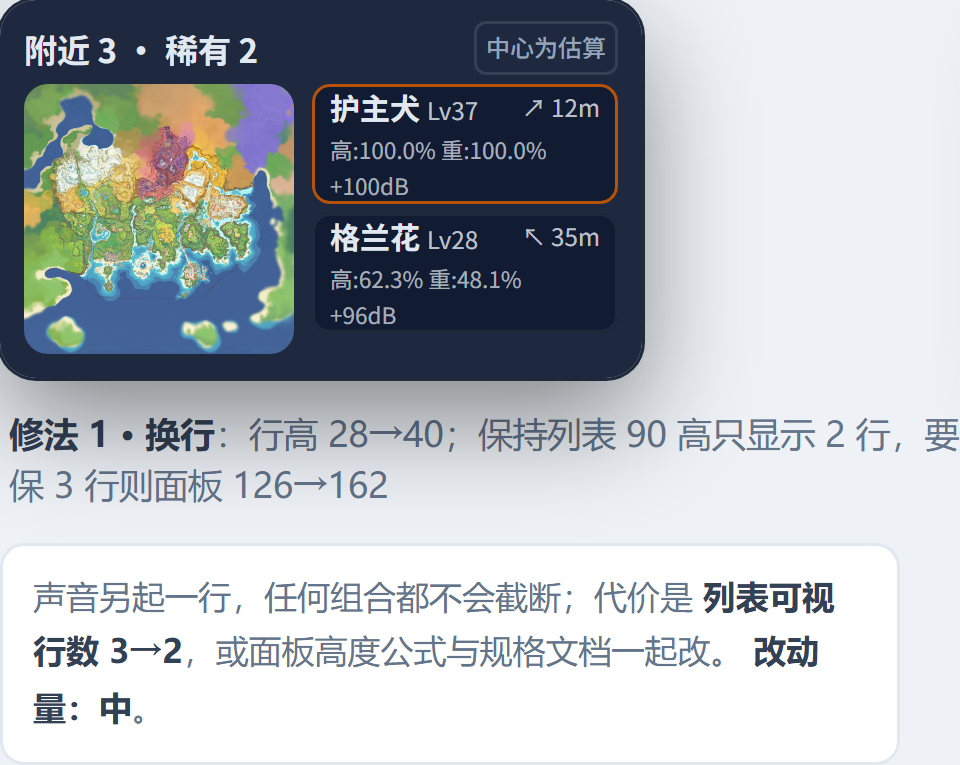 附近 3 • 稀有 2
中心为估算
护主犬 Lv37 ↗ 12m
高:100.0% 重:100.0%
+100dB
格兰花 Lv28 ↖ 35m
高:62.3% 重:48.1%
+96dB
修法 1 • 换行：行高 28→40；保持列表 90 高只显示 2 行，要
保 3 行则面板 126→162
声音另起一行，任何组合都不会截断；代价是 列表可视
行数 3→2，或面板高度公式与规格文档一起改。 改动
量：中。